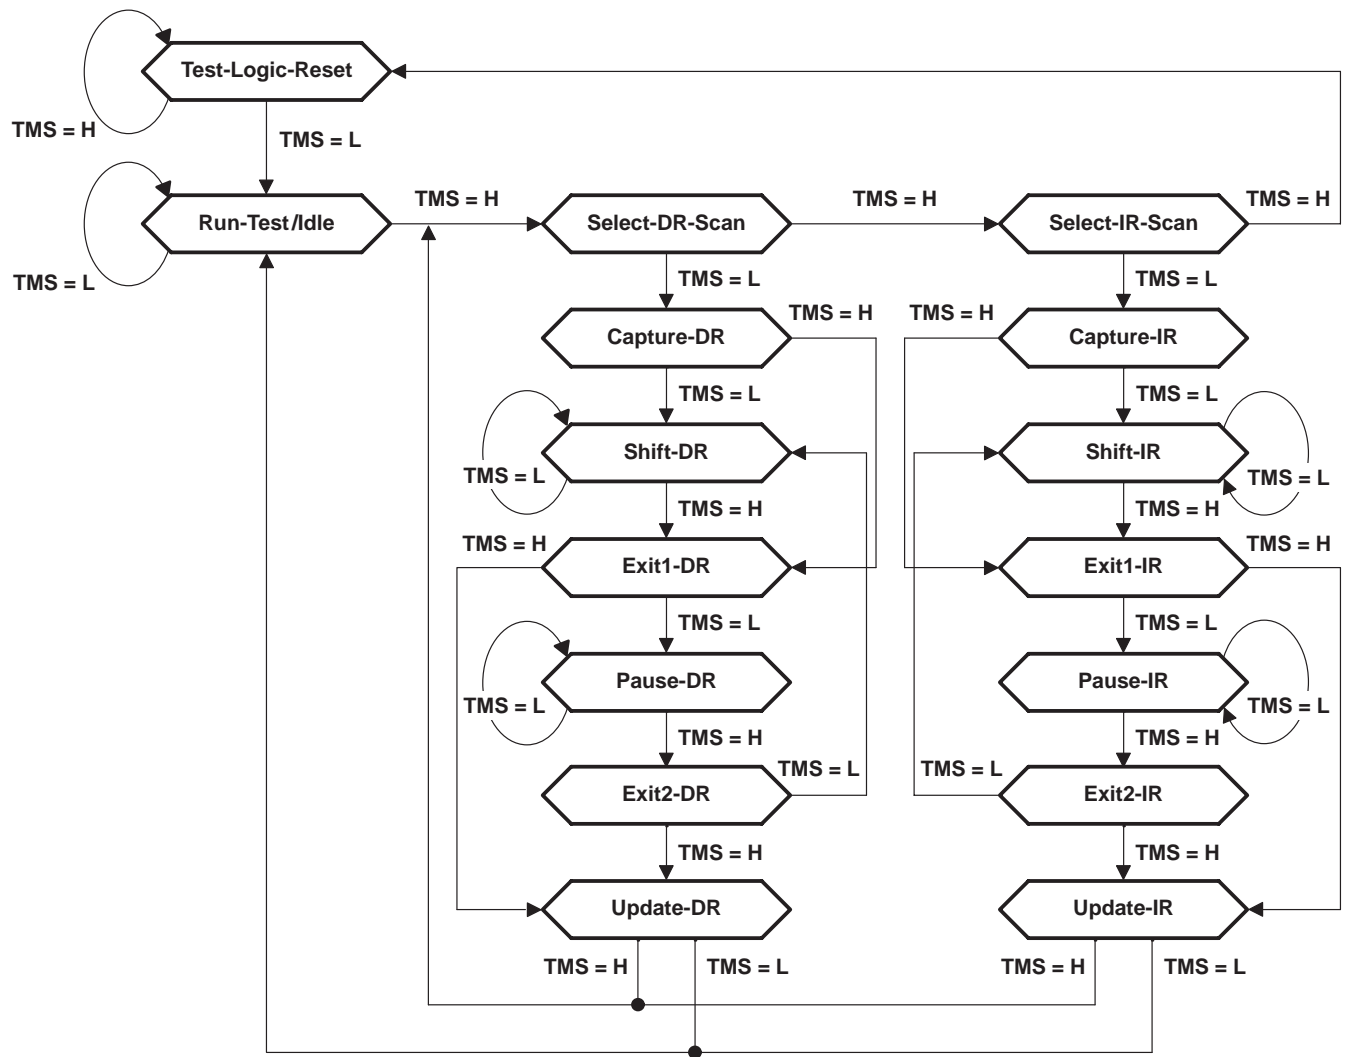 Test-Logic-Reset
TMS = H
TMS = L
TMS = H
TMS = H
TMS = H
Run-Test/Idle
Select-DR-Scan
Select-IR-Scan
TMS = L
TMS = L
TMS = L
TMS = H
TMS = H
Capture-DR
Capture-IR
TMS = L
TMS = L
Shift-DR
Shift-IR
TMS = L
TMS = L
TMS = H
TMS = H
TMS = H
TMS = H
Exit1-DR
Exit1-IR
TMS = L
TMS = L
Pause-DR
Pause-IR
TMS = L
TMS = L
TMS = H
TMS = H
TMS = L
TMS = L
Exit2-DR
Exit2-IR
TMS = H
TMS = H
Update-DR
Update-IR
TMS = H
TMS = L
TMS = H
TMS = L